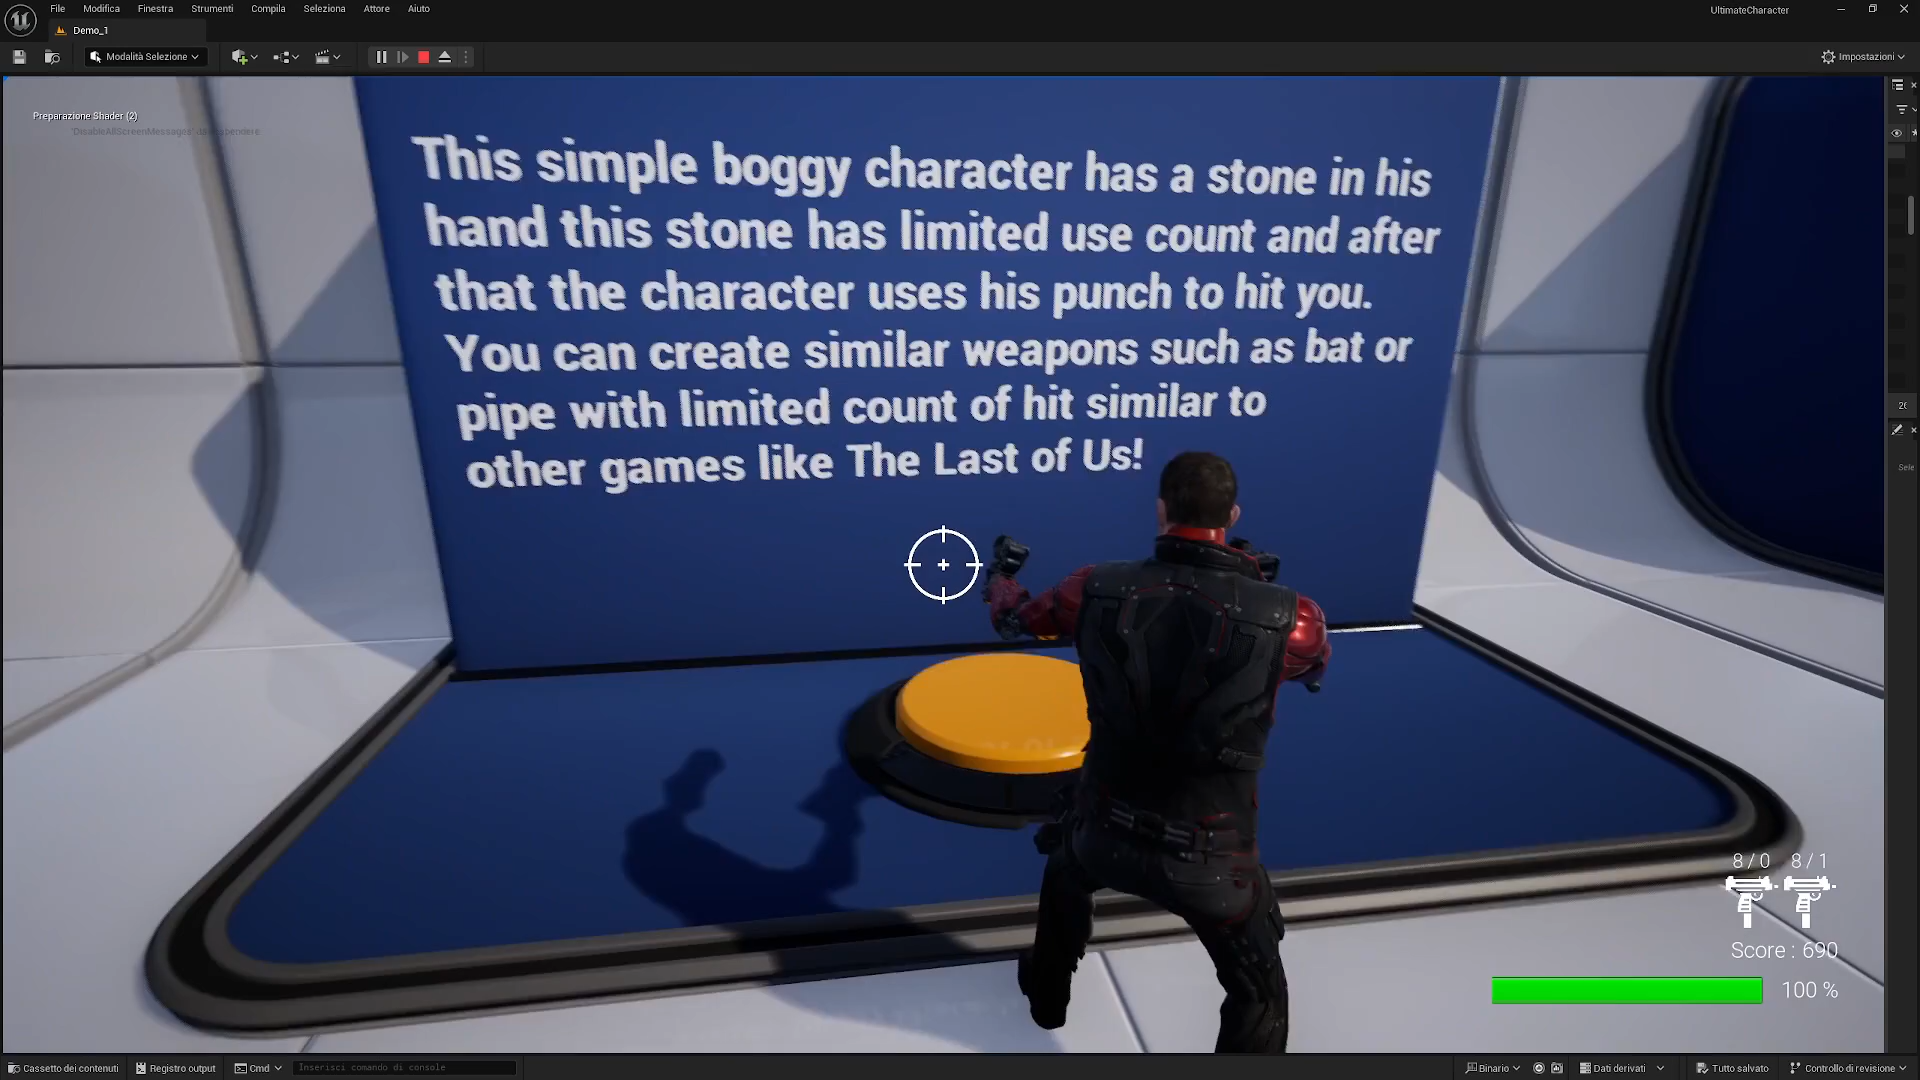 File Modifica Finestra Strumenti Compila Seleziona Attore Aiuto
UltimateCharacter
Demo_1
Modalità Selezione
Impostazioni
Preparazione Shader (2)
This simple boggy character has a stone in his
hand this stone has limited use count and after
that the character uses his punch to hit you.
You can create similar weapons such as bat or
pipe with limited count of hit similar to
other games like The Last of Us!
8 / 0 8 / 1
Score : 690
100 %
Cassetto dei contenuti Registro output Cmd Inserisci comando di console Binario Dati derivati Tutto salvato Controllo di revisione